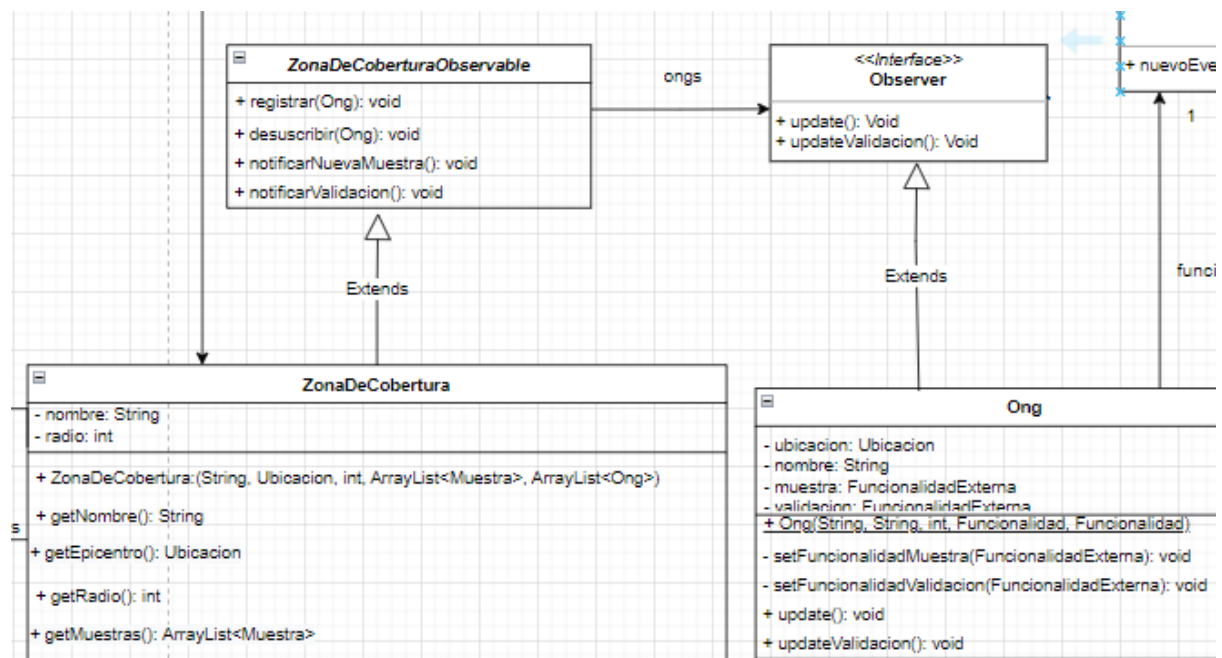 ZonaDeCoberturaObservable
+ registrar(Ong): void
+ desuscribir(Ong): void
+ notificarNuevaMuestra(): void
+ notificarValidacion(): void
ongs
<<Interface>>
Observer
+ update(): Void
+ updateValidacion(): Void
+ nuevoEve
1
Extends
Extends
funci
ZonaDeCobertura
- nombre: String
- radio: int
+ ZonaDeCobertura:(String, Ubicacion, int, ArrayList<Muestra>, ArrayList<Ong>)
+ getNombre(): String
s
+ getEpicentro(): Ubicacion
+ getRadio(): int
+ getMuestras(): ArrayList<Muestra>
Ong
- ubicacion: Ubicacion
- nombre: String
- muestra: FuncionalidadExterna
- validacion: FuncionalidadExterna
+ Ong(String, String, int, Funcionalidad, Funcionalidad)
- setFuncionalidadMuestra(FuncionalidadExterna): void
- setFuncionalidadValidacion(FuncionalidadExterna): void
+ update(): void
+ updateValidacion(): void